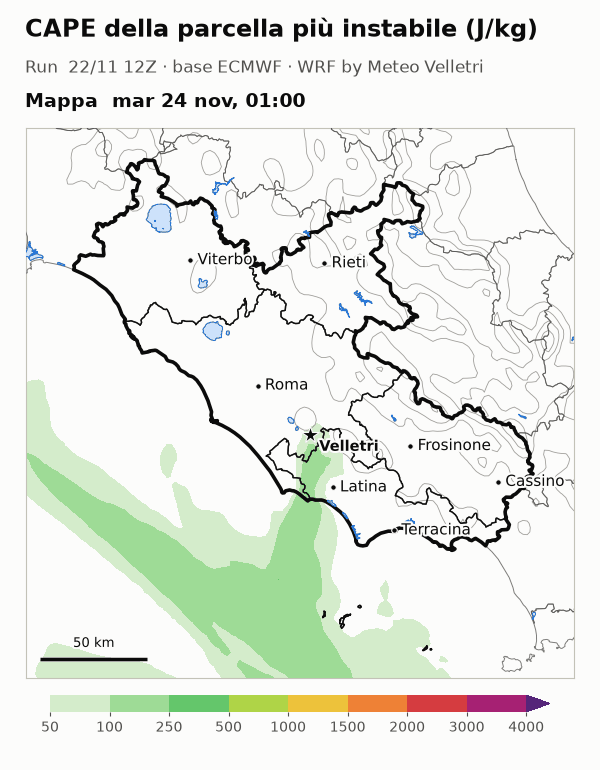 CAPE della parcella più instabile (J/kg)
Run 22/11 12Z · base ECMWF · WRF by Meteo Velletri
Mappa mar 24 nov, 01:00
Viterbo
Rieti
Roma
Velletri
Frosinone
Latina
Cassino
Terracina
50 km
50 100 250 500 1000 1500 2000 3000 4000